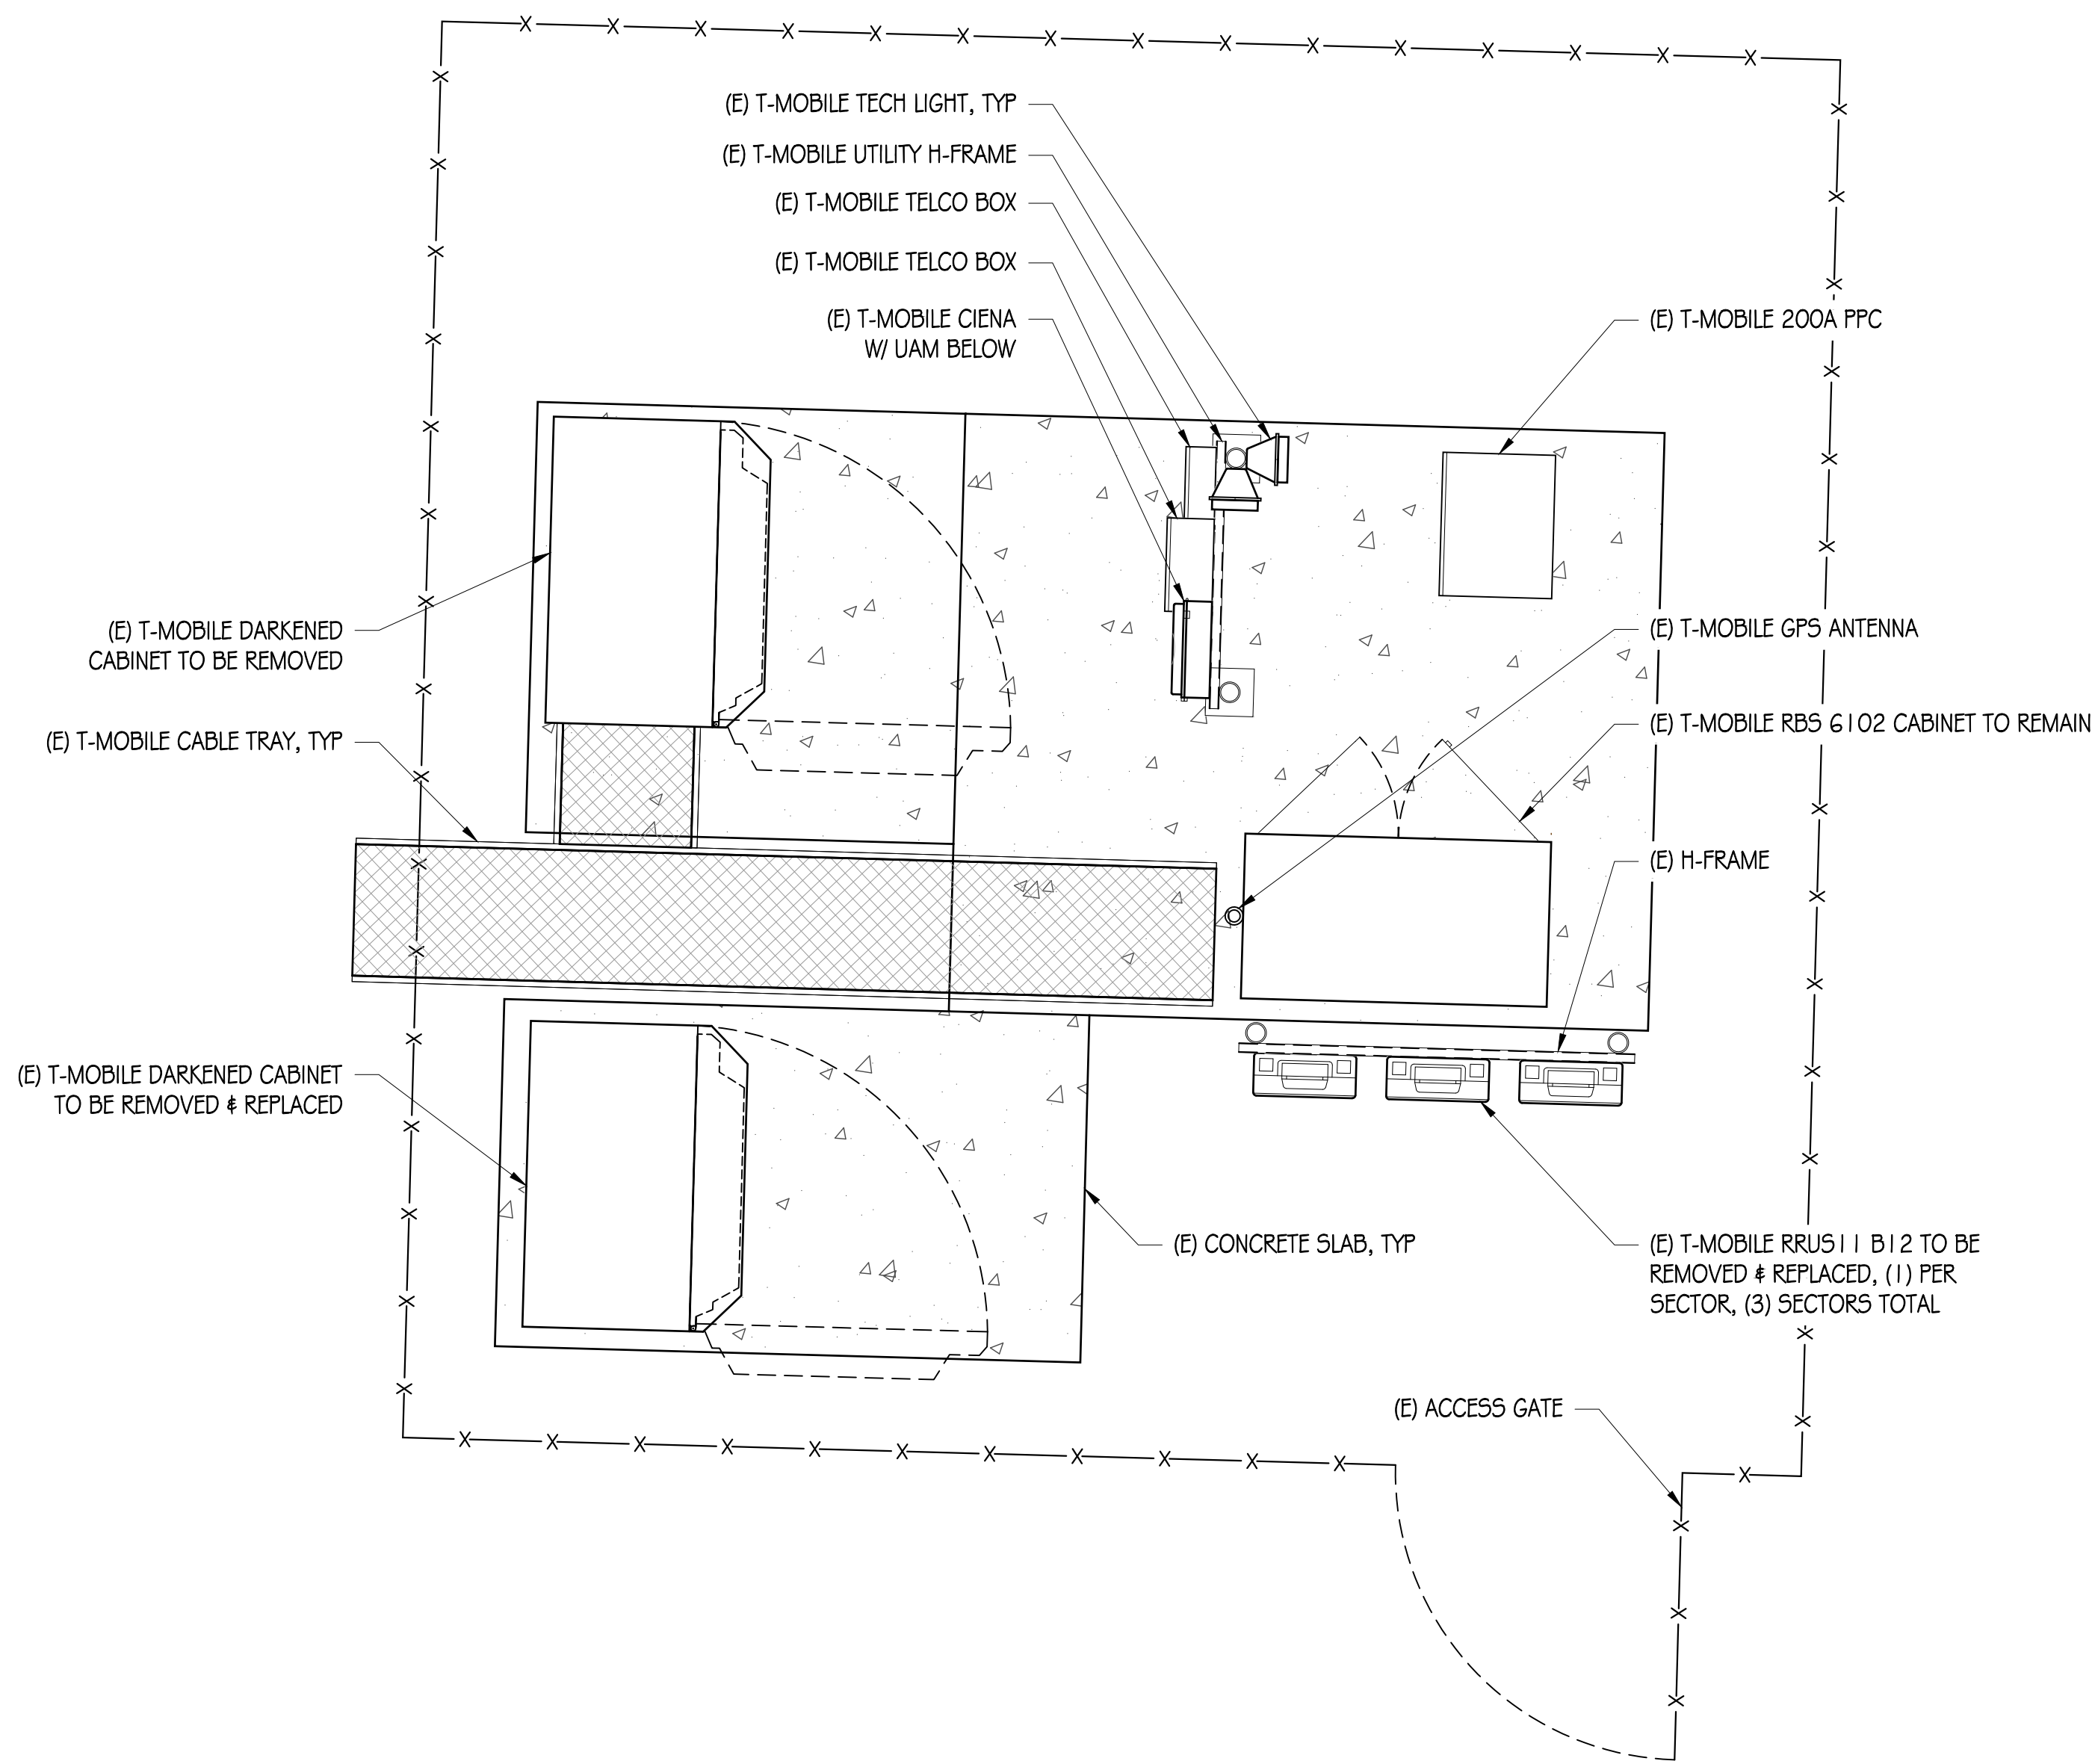 (E) T-MOBILE TECH LIGHT, TYP
(E) T-MOBILE UTILITY H-FRAME
(E) T-MOBILE TELCO BOX
(E) T-MOBILE TELCO BOX
(E) T-MOBILE CIENA
W/ UAM BELOW
(E) T-MOBILE 200A PPC
(E) T-MOBILE DARKENED
CABINET TO BE REMOVED
(E) T-MOBILE GPS ANTENNA
(E) T-MOBILE RBS 6102 CABINET TO REMAIN
(E) T-MOBILE CABLE TRAY, TYP
(E) H-FRAME
(E) T-MOBILE DARKENED CABINET
TO BE REMOVED & REPLACED
(E) CONCRETE SLAB, TYP
(E) T-MOBILE RRUS11 B12 TO BE
REMOVED & REPLACED, (1) PER
SECTOR, (3) SECTORS TOTAL
(E) ACCESS GATE